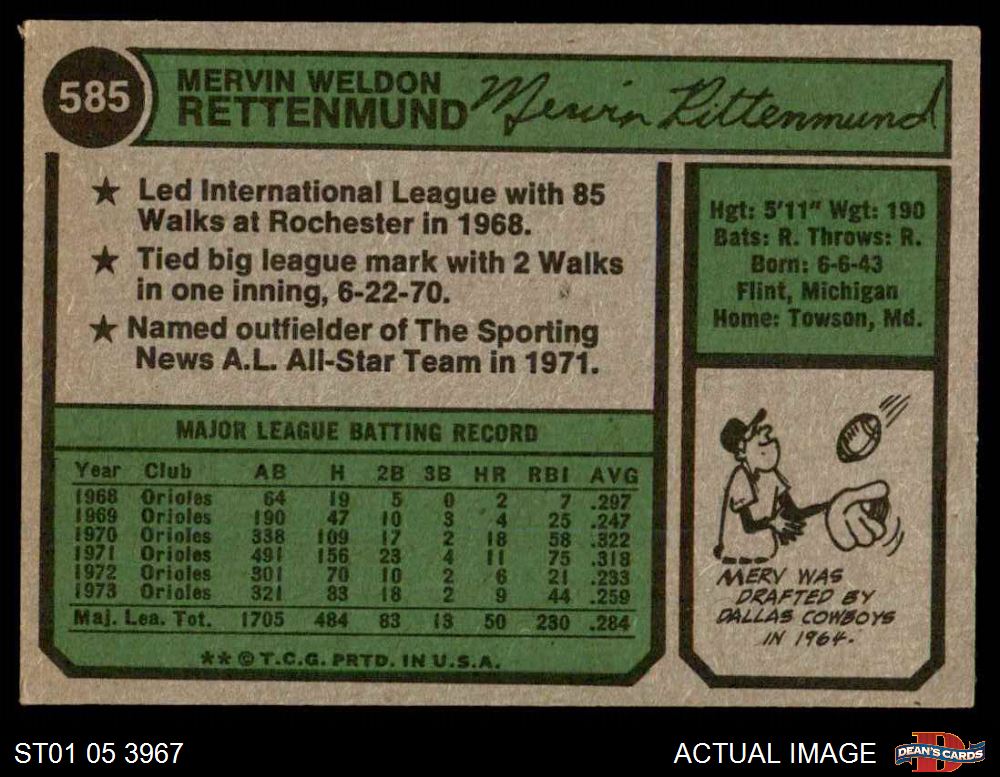 585
MERVIN WELDON
RETTENMUND
Mervin Rittenmund
★ Led International League with 85
Walks at Rochester in 1968.
★ Tied big league mark with 2 Walks
in one inning, 6-22-70.
★ Named outfielder of The Sporting
News A.L. All-Star Team in 1971.
Hgt: 5'11" Wgt: 190
Bats: R. Throws: R.
Born: 6-6-43
Flint, Michigan
Home: Towson, Md.
MAJOR LEAGUE BATTING RECORD
Year Club AB H 2B 3B HR RBI AVG
1968 Orioles 64 19 5 0 2 7 .297
1969 Orioles 190 47 10 3 4 25 .247
1970 Orioles 338 109 17 2 18 58 .322
1971 Orioles 491 156 23 4 11 75 .318
1972 Orioles 301 70 10 2 6 21 .233
1973 Orioles 321 83 18 2 9 44 .259
Maj. Lea. Tot. 1705 484 83 13 50 230 .284
** © T.C.G. PRTD. IN U.S.A.
MERV WAS
DRAFTED BY
DALLAS COWBOYS
IN 1964.
ST01 05 3967
ACTUAL IMAGE
D
DEAN'S CARDS